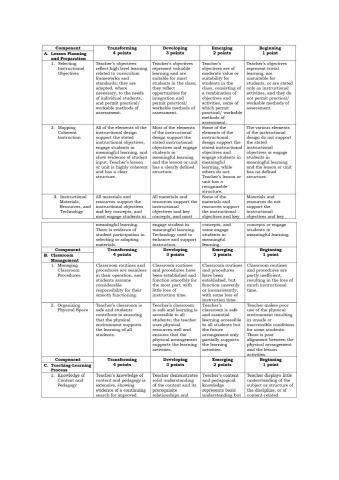 Component
Transforming
4 points
Developing
3 points
Emerging
2 points
Beginning
1 point
A. Lesson Planning
and Preparation
1. Selecting
Instructional
Objectives
Teacher's objectives
reflect high level learning
related to curriculum
frameworks and
standards; they are
adapted, where
necessary, to the needs
of individual students,
and permit practical/
workable methods of
assessment.
Teacher's objectives
represent valuable
learning and are
suitable for most
students in the class;
they reflect
opportunities for
integration and
permit practical/
workable methods of
assessment.
Teacher's
objectives are of
moderate value or
suitability for
students in the
class, consisting of
a combination of
objectives and
activities, some of
which permit
practical/ workable
methods of
assessment.
Teacher's objectives
represent trivial
learning, are
unsuitable for
students, or are stated
only as instructional
activities, and they do
not permit practical/
workable methods of
assessment.
2. Mapping
Coherent
Instruction
All of the elements of the
instructional design
support the stated
instructional objectives,
engage students in
meaningful learning, and
show evidence of student
input. Teacher's lesson
or unit is highly coherent
and has a clear
structure.
Most of the elements
of the instructional
design support the
stated instructional
objectives and engage
students in
meaningful learning
and the lesson or unit
has a clearly defined
structure.
Some of the
elements of the
instructional
design support the
stated instructional
objectives and
engage students in
meaningful
learning, while
others do not.
Teacher's lesson or
unit has a
recognizable
structure.
The various elements
of the instructional
design do not support
the stated
instructional
objectives or engage
students in
meaningful learning
and the lesson or unit
has no defined
structure.
3. Instructional
Materials,
Resources, and
Technology
All materials and
resources support the
instructional objectives
and key concepts, and
most engage students in
All materials and
resources support the
instructional
objectives and key
concepts, and most
Some of the
materials and
resources support
the instructional
objectives and key
Materials and
resources do not
support the
instructional
objectives and key
meaningful learning.
There is evidence of
student participation in
selecting or adapting
materials.
engage student in
meaningful learning.
Technology used to
enhance and support
instruction.
concepts, and
some engage
students in
meaningful
learning.
concepts or engage
students in
meaningful learning.
Component
Transforming
4 points
Developing
3 points
Emerging
2 points
Beginning
1 point
B. Classroom
Management
1. Managing
Classroom
Procedures
Classroom routines and
procedures are seamless
in their operation, and
students assume
considerable
responsibility for their
smooth functioning.
Classroom routines
and procedures have
been established and
function smoothly for
the most part, with
little loss of
instruction time.
Classroom routines
and procedures
have been
established, but
function unevenly
or inconsistently,
with some loss of
instruction time.
Classroom routines
and procedures are
partly inefficient,
resulting in the loss of
much instructional
time.
2. Organizing
Physical Space
Teacher's classroom is
safe and students
contribute in ensuring
that the physical
environment supports
the learning of all
students.
Teacher's classroom
is safe and learning is
accessible to all
students; the teacher
uses physical
resources well and
ensures that the
physical arrangement
supports the learning
activities.
Teacher's
classroom is safe
and essential
learning accessible
to all students but
the future
arrangement only
partially supports
the learning
activities.
Teacher makes poor
use of the physical
environment resulting
in unsafe or
inaccessible conditions
for some students.
There is poor
alignment between the
physical arrangement
and the lesson
activities.
Component
Transforming
4 points
Developing
3 points
Emerging
2 points
Beginning
1 point
C. Teaching-Learning
Process
1. Knowledge of
Content and
Pedagogy
Teacher's knowledge of
content and pedagogy is
extensive, showing
evidence of a continuing
search for improved
Teacher demonstrates
solid understanding
of the content and its
prerequisite
relationships and
Teacher's content
and pedagogical
knowledge
represents basic
understanding but
Teacher displays little
understanding of the
subject or structure of
the discipline, or of
content-related